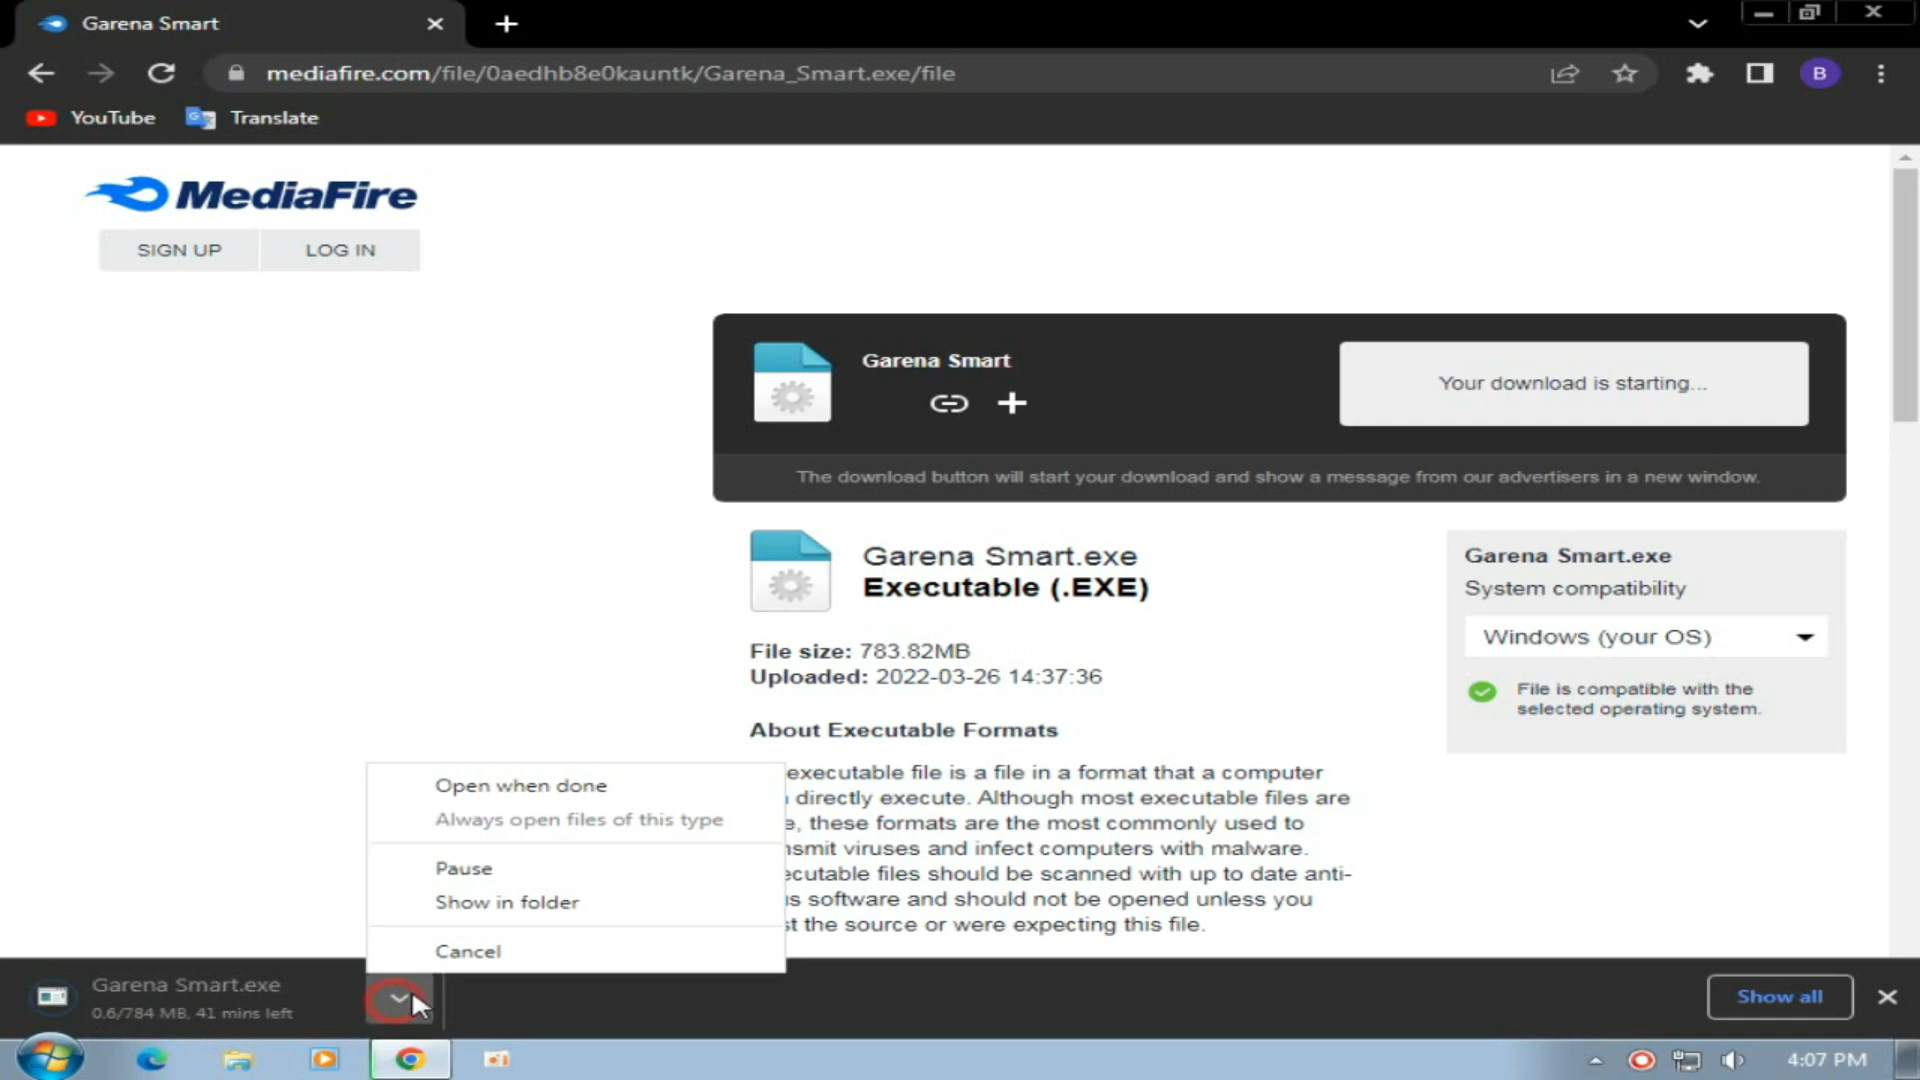 Garena Smart
mediafire.com/file/0aedhb8e0kauntk/Garena_Smart.exe/file
B
YouTube
Translate
MediaFire
SIGN UP
LOG IN
Garena Smart
Your download is starting...
The download button will start your download and show a message from our advertisers in a new window.
Garena Smart.exe
Executable (.EXE)
File size: 783.82MB
Uploaded: 2022-03-26 14:37:36
Garena Smart.exe
System compatibility
Windows (your OS)
File is compatible with the
selected operating system.
About Executable Formats
executable file is a file in a format that a computer
directly execute. Although most executable files are
, these formats are the most commonly used to
viruses and infect computers with malware.
files should be scanned with up to date anti-
software and should not be opened unless you
the source or were expecting this file.
Open when done
Always open files of this type
Pause
Show in folder
Cancel
Garena Smart.exe
0.6/784 MB, 41 mins left
Show all
4:07 PM